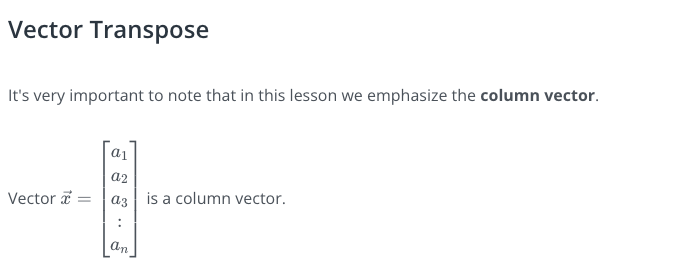 Vector Transpose
It's very important to note that in this lesson we emphasize the column vector.
a₁
a₂
Vector x⃗ = a₃ is a column vector.
:
aₙ